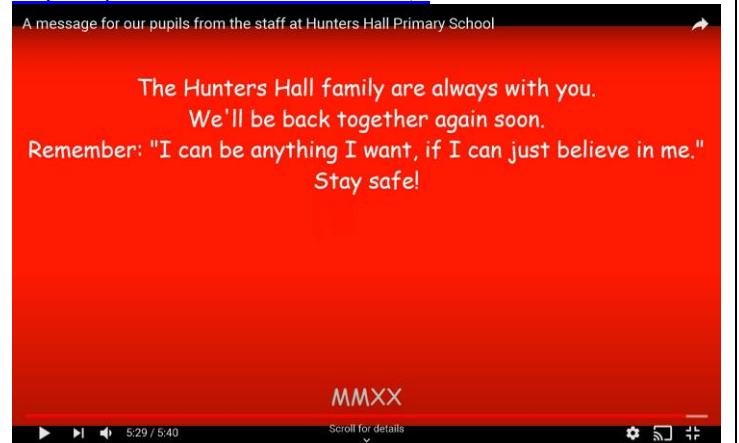 A message for our pupils from the staff at Hunters Hall Primary School
The Hunters Hall family are always with you.
We'll be back together again soon.
Remember: "I can be anything I want, if I can just believe in me."
Stay safe!
MMXX
5:29 / 5:40
Scroll for details